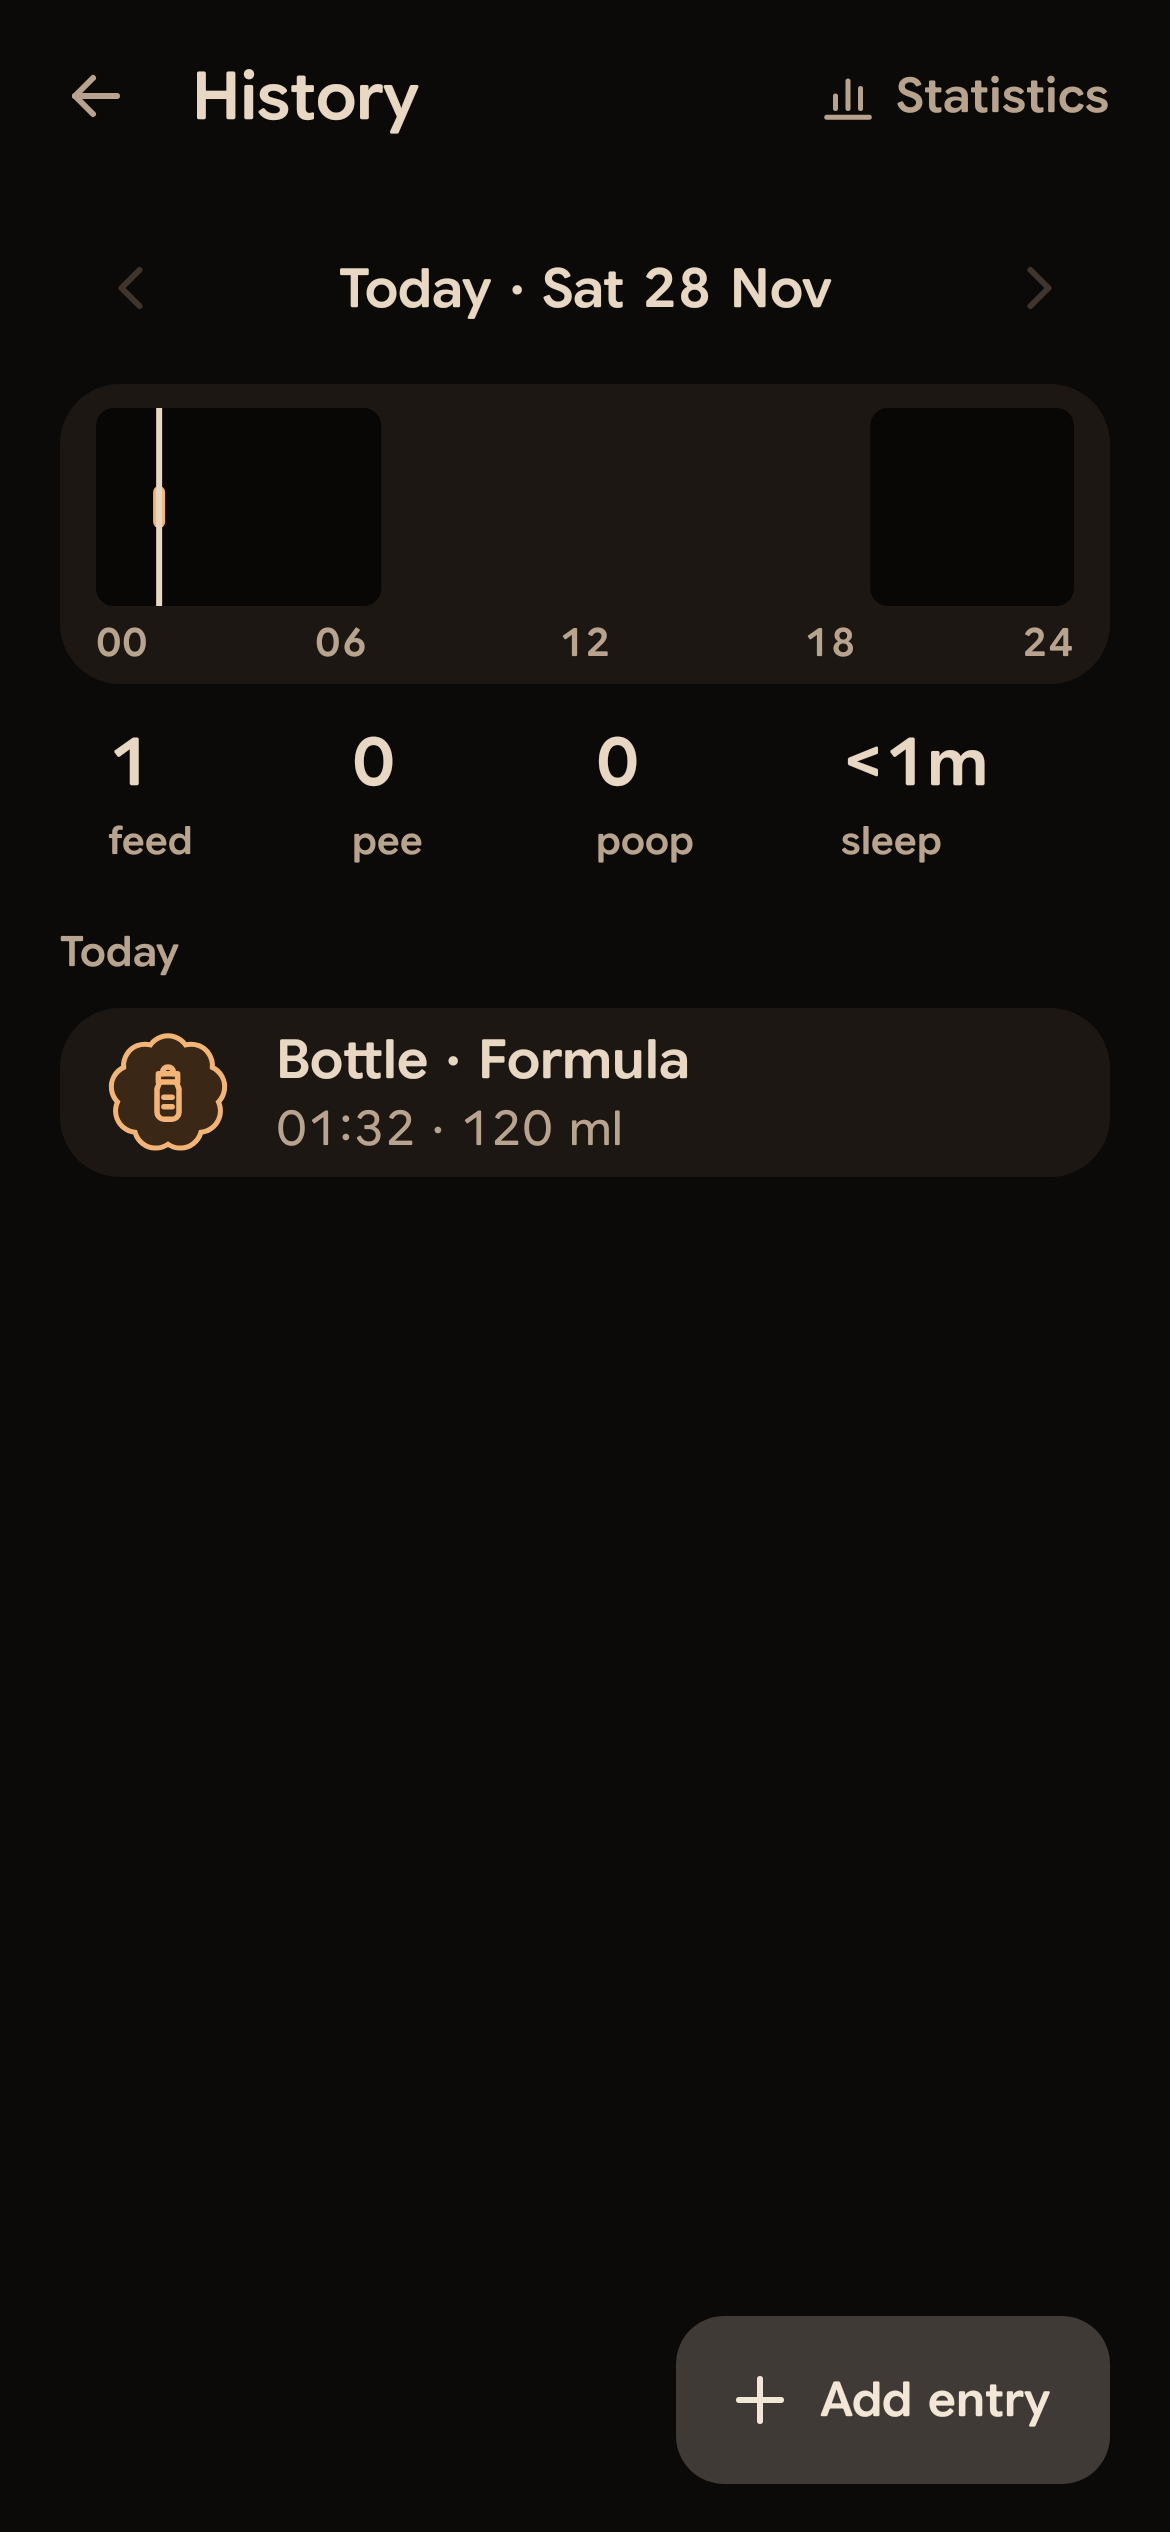 History
Statistics
Today · Sat 28 Nov
00 06 12 18 24
1 0 0 <1m
feed pee poop sleep
Today
Bottle · Formula
01:32 · 120 ml
Add entry